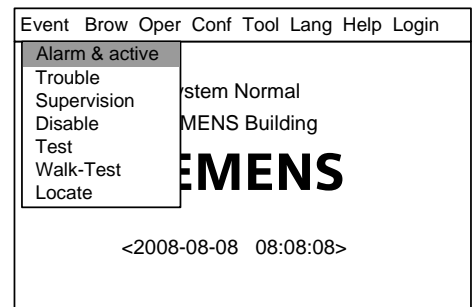 Event Brow Oper Conf Tool Lang Help Login
Alarm & active
Trouble
Supervision
Disable
Test
Walk-Test
Locate
ystem Normal
MENS Building
EMENS
<2008-08-08 08:08:08>